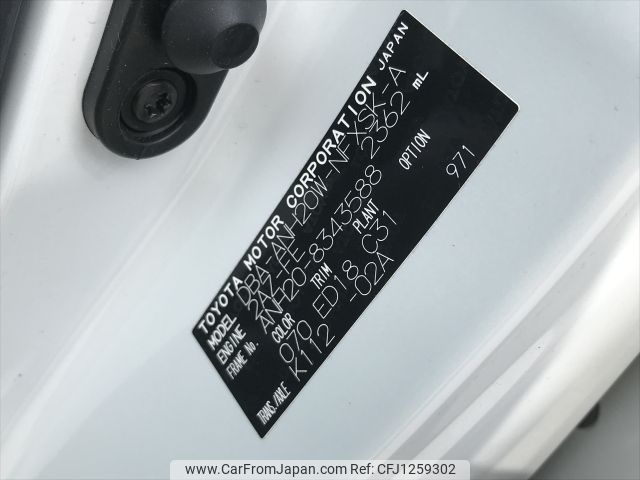 TOYOTA MOTOR CORPORATION JAPAN
MODEL DBA-ANH20W-NFXSK-A
ENGINE 2AZ-FE 2362 mL
FRAME No. ANH20-8343588
COLOR TRIM PLANT OPTION
070 ED18 C31 971
TRANS./AXLE K112 -02A
www.CarFromJapan.com | Ref. No: CFJ1259302